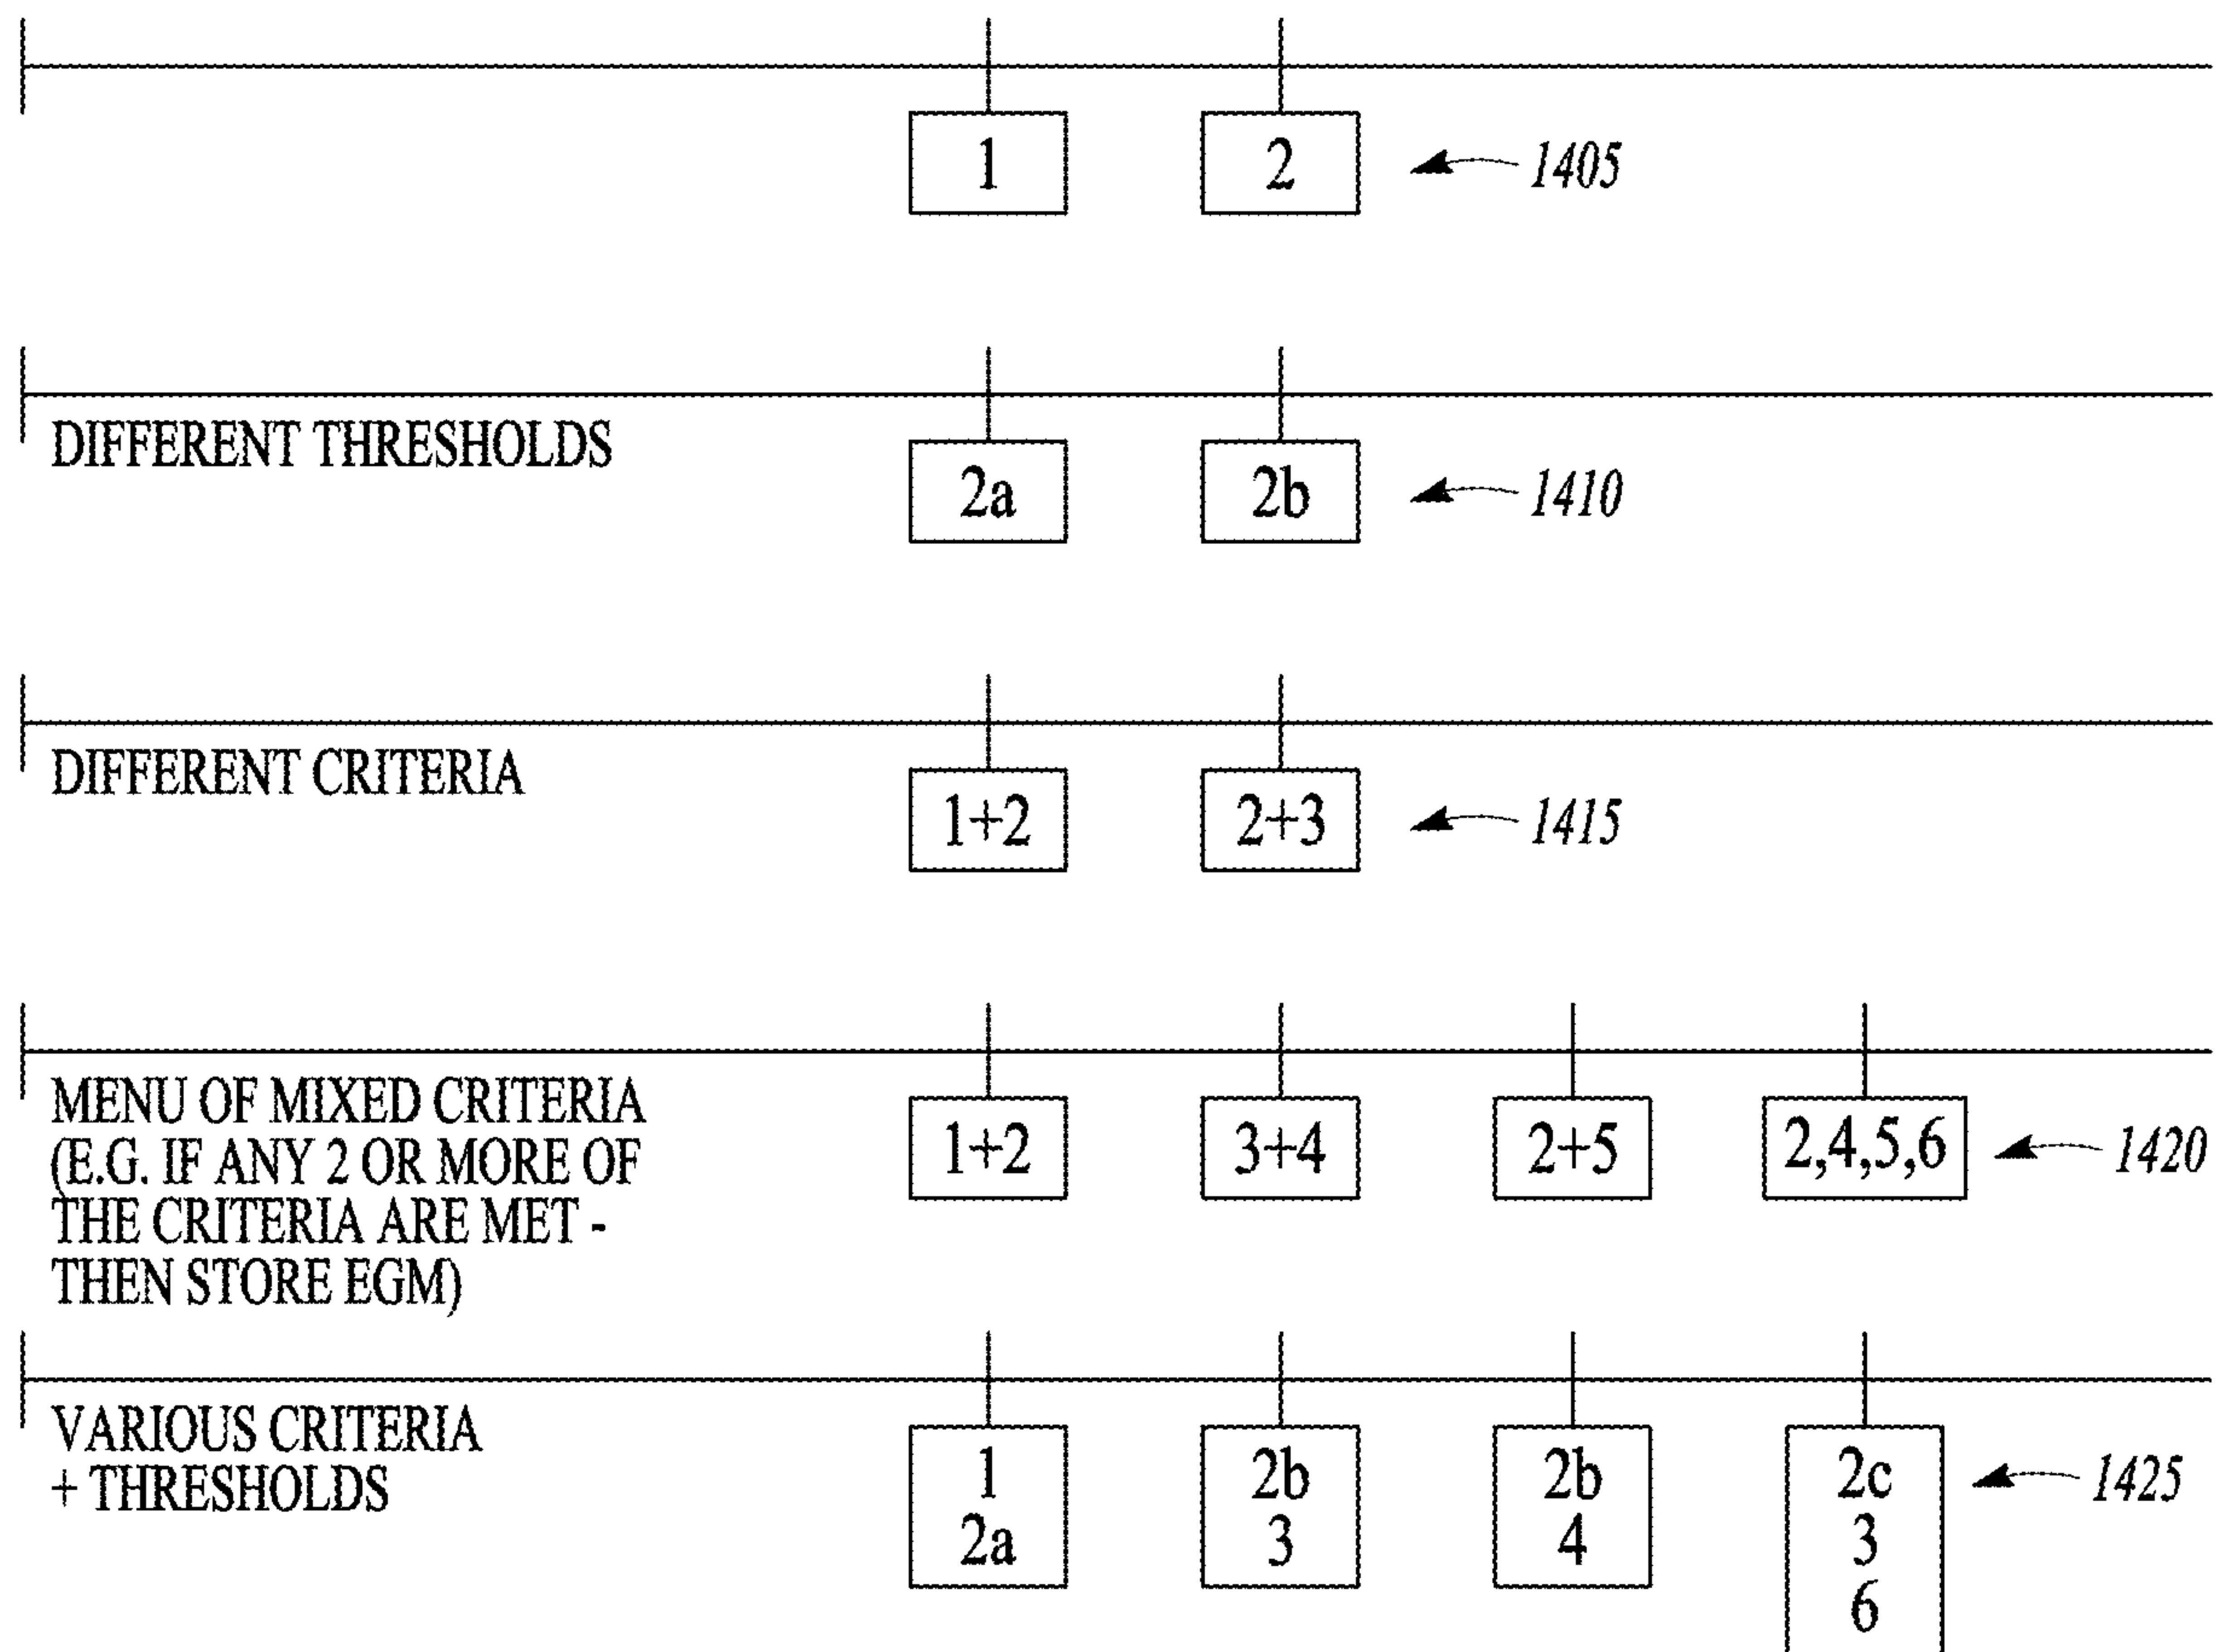 1
2
1405
DIFFERENT THRESHOLDS
2a
2b
1410
DIFFERENT CRITERIA
1+2
2+3
1415
MENU OF MIXED CRITERIA
(E.G. IF ANY 2 OR MORE OF
THE CRITERIA ARE MET -
THEN STORE EGM)
1+2
3+4
2+5
2,4,5,6
1420
VARIOUS CRITERIA
+ THRESHOLDS
1
2a
2b
3
2b
4
2c
3
6
1425